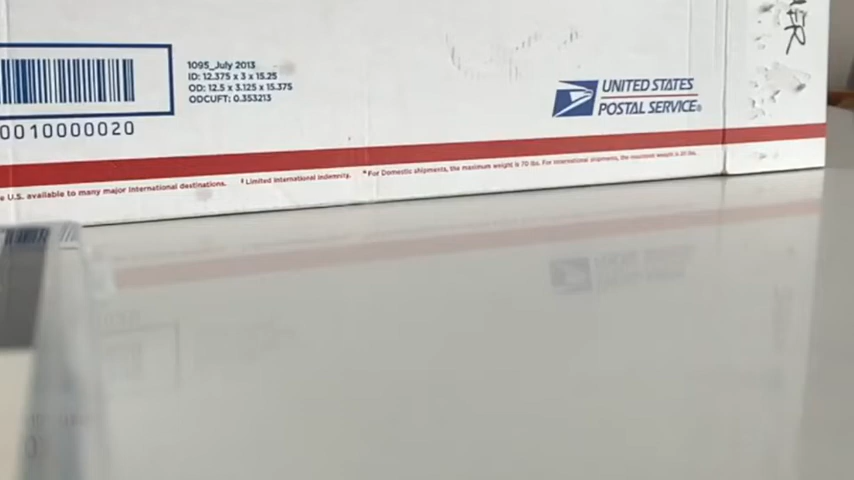 1095_July 2013
ID: 12.375 x 3 x 15.25
OD: 12.5 x 3.125 x 15.375
ODCUFT: 0.353213
0010000020
UNITED STATES
POSTAL SERVICE®
U.S. available to many major international destinations. ‡ Limited international indemnity. * For Domestic shipments, the maximum weight is 70 lbs. For international shipments, the maximum weight is 20 lbs.